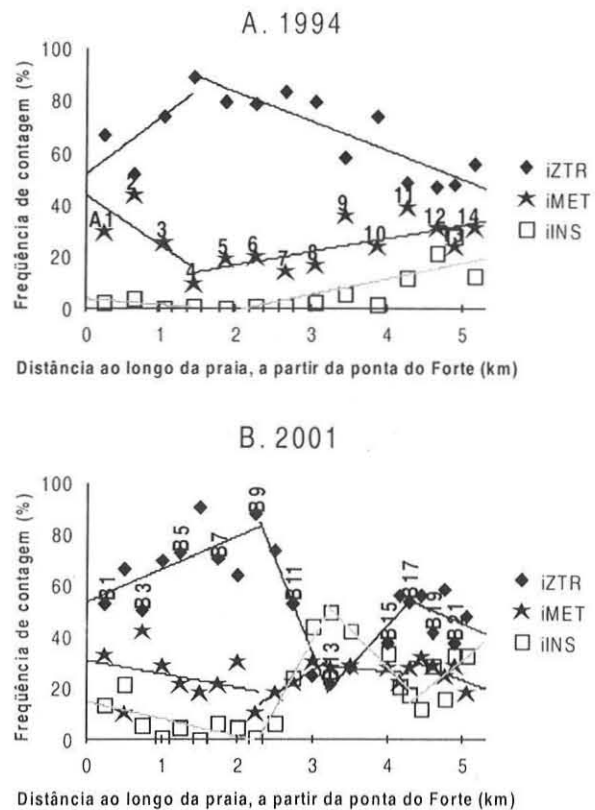 A. 1994
Freqüência de contagem (%)
100
80
60
40
20
0
A1
2
3
4
5
6
7
8
9
10
11
12
13
14
0 1 2 3 4 5
Distância ao longo da praia, a partir da ponta do Forte (km)
iZTR
iMET
iINS
B. 2001
Freqüência de contagem (%)
100
80
60
40
20
0
B1
B3
B5
B7
B9
B11
B15
B17
B19
0 1 2 3 4 5
Distância ao longo da praia, a partir da ponta do Forte (km)
iZTR
iMET
iINS